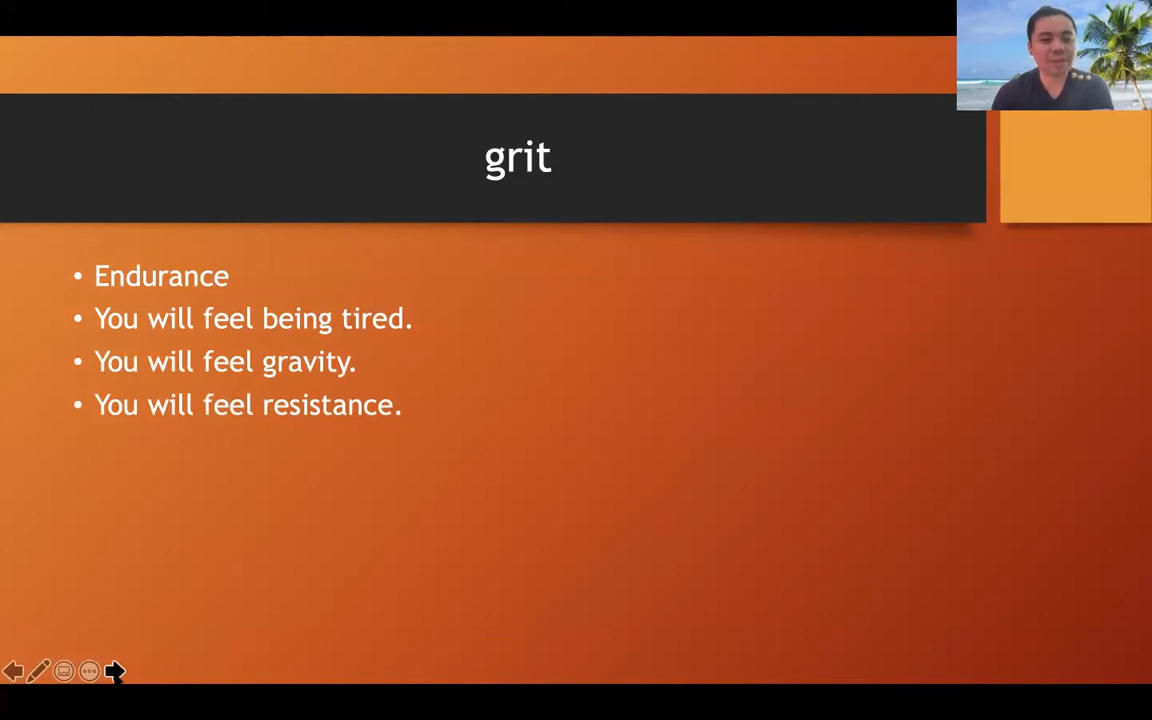 grit
• Endurance
• You will feel being tired.
• You will feel gravity.
• You will feel resistance.